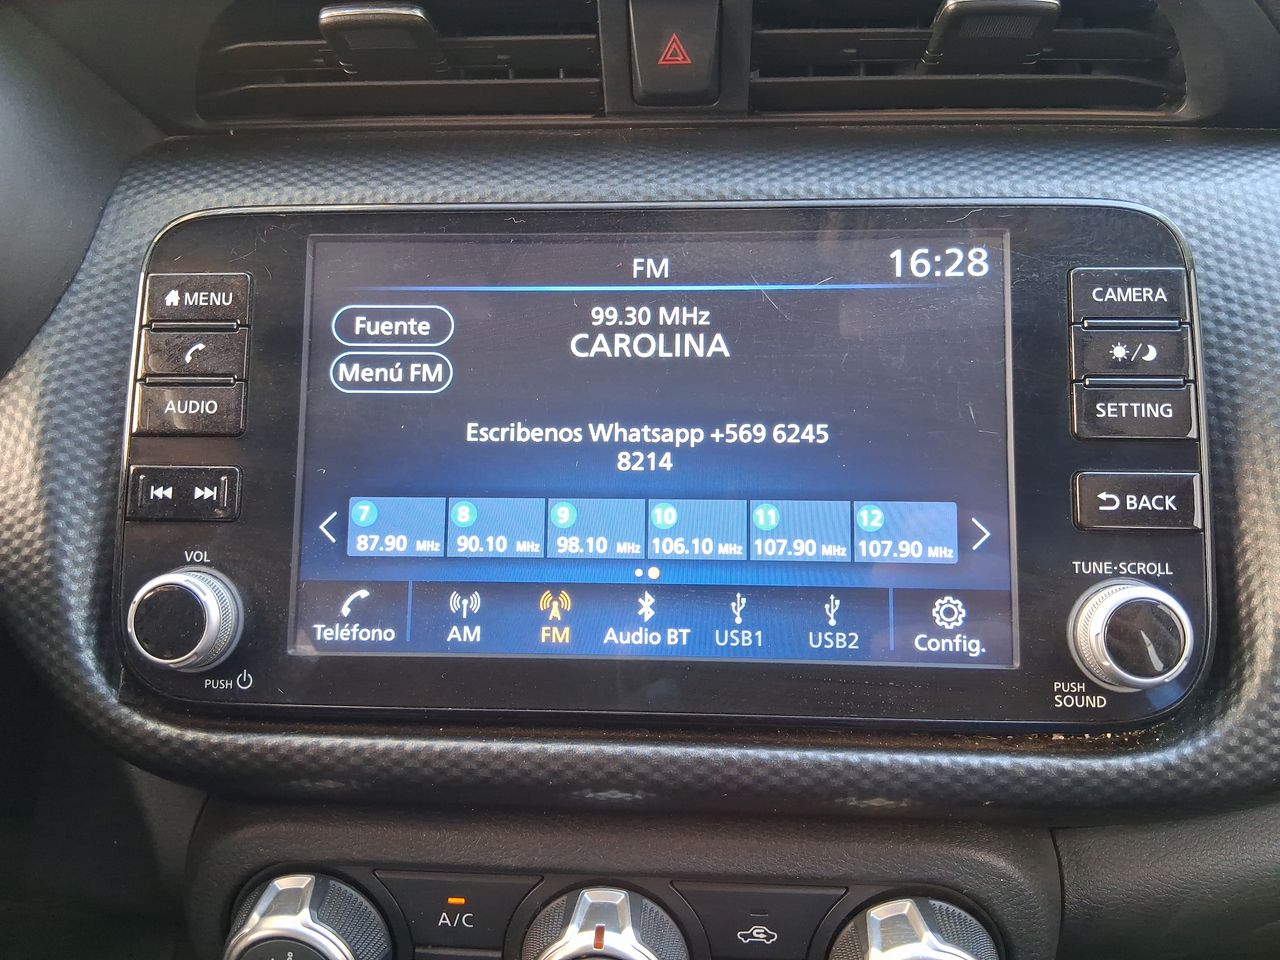 FM
16:28
MENU
AUDIO
VOL
PUSH
Fuente
Menú FM
99.30 MHz
CAROLINA
Escribenos Whatsapp +569 6245
8214
7 8 9 10 11 12
87.90 MHz 90.10 MHz 98.10 MHz 106.10 MHz 107.90 MHz 107.90 MHz
Teléfono AM FM Audio BT USB1 USB2 Config.
CAMERA
SETTING
BACK
TUNE·SCROLL
PUSH
SOUND
A/C